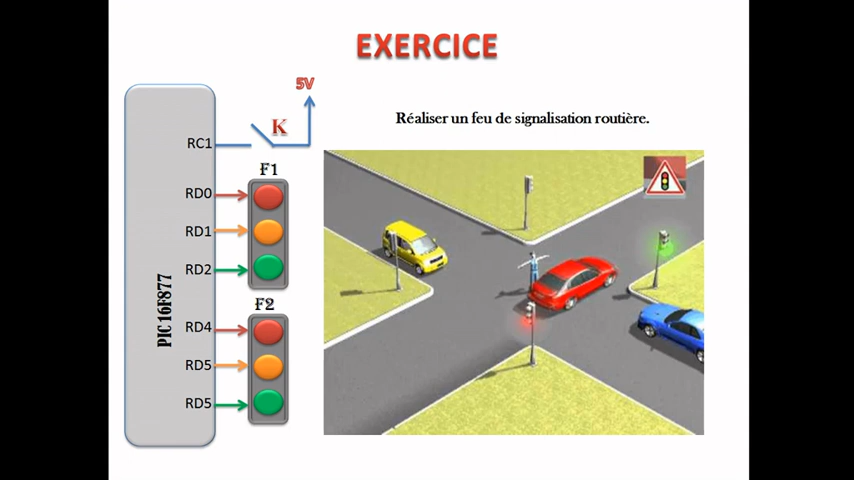 EXERCICE
5V
Réaliser un feu de signalisation routière.
K
RC1
F1
RD0
RD1
RD2
PIC 16F877
F2
RD4
RD5
RD5